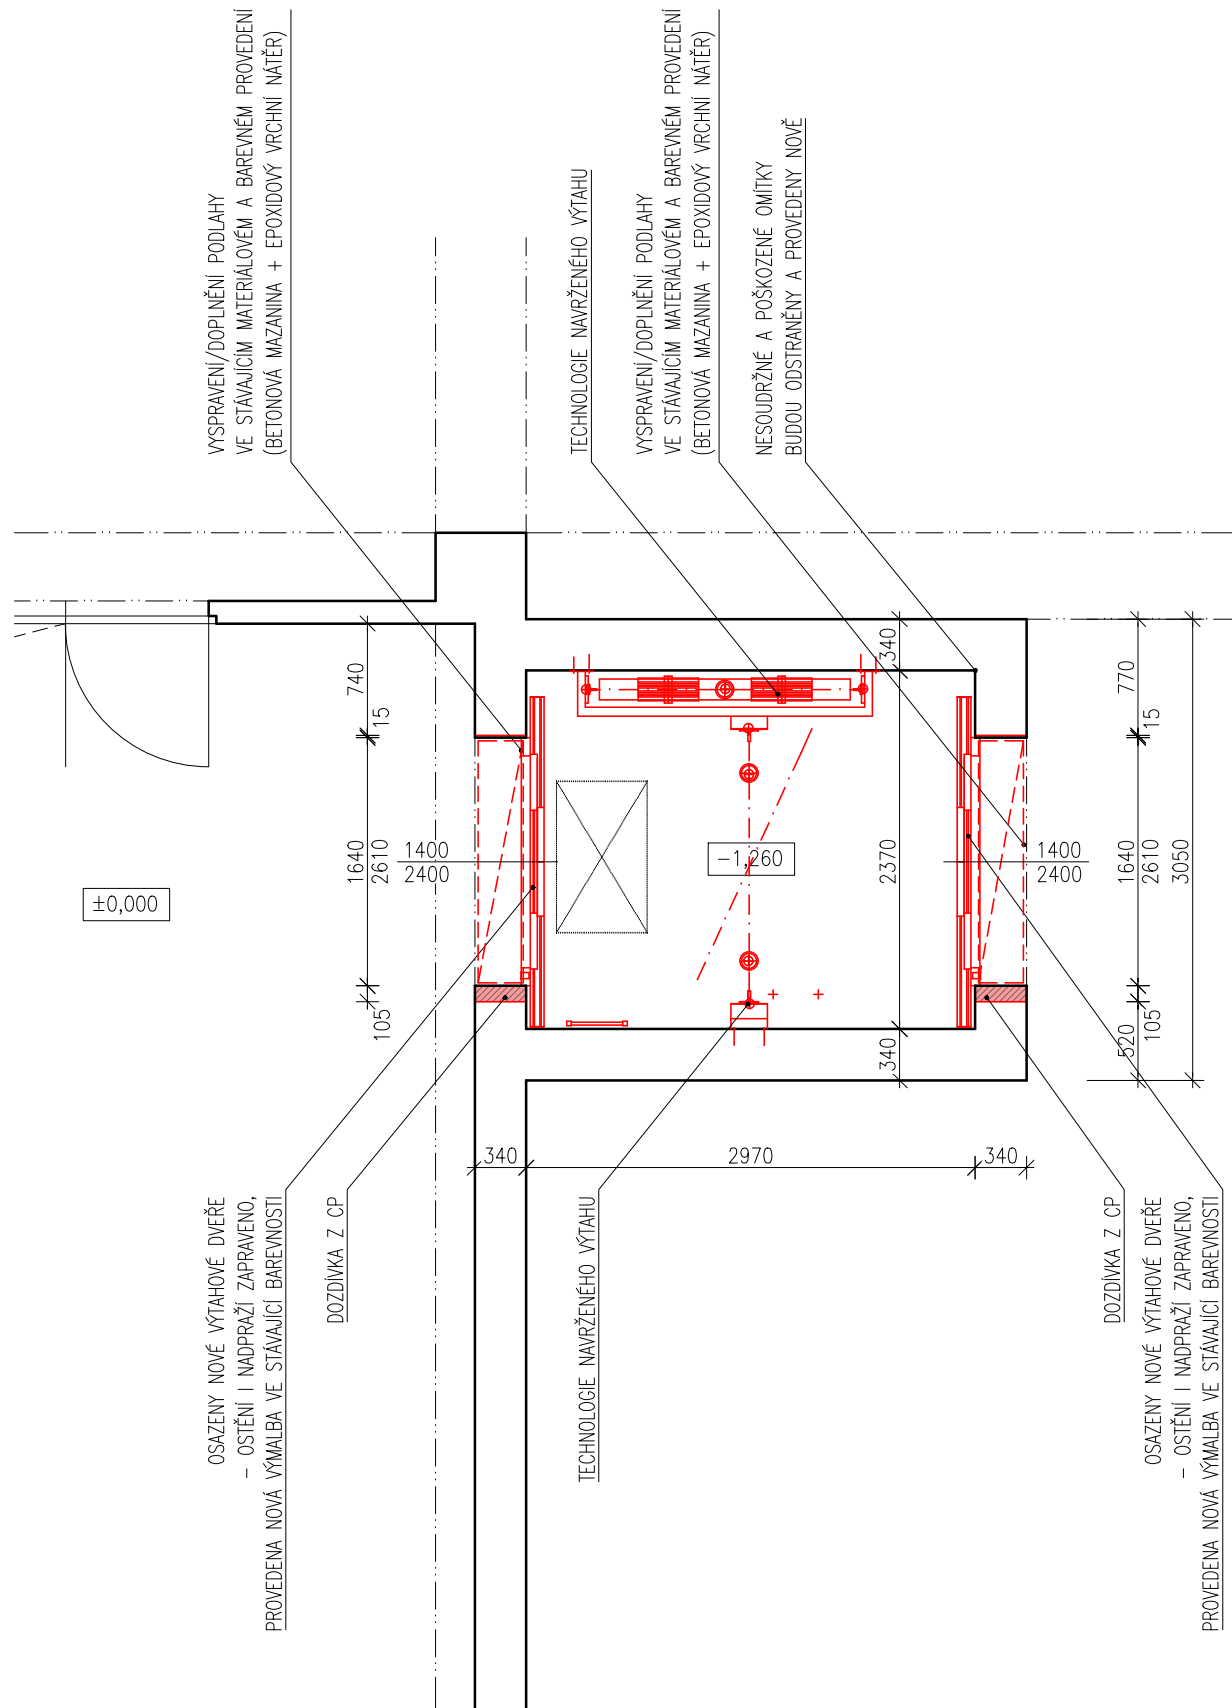 VYSPRAVENÍ/DOPLNĚNÍ PODLAHY
VE STÁVAJÍCÍM MATERIÁLOVÉM A BAREVNÉM PROVEDENÍ
(BETONOVÁ MAZANINA + EPOXIDOVÝ VRCHNÍ NÁTĚR)
TECHNOLOGIE NAVRŽENÉHO VÝTAHU
VYSPRAVENÍ/DOPLNĚNÍ PODLAHY
VE STÁVAJÍCÍM MATERIÁLOVÉM A BAREVNÉM PROVEDENÍ
(BETONOVÁ MAZANINA + EPOXIDOVÝ VRCHNÍ NÁTĚR)
NESOUDRŽNÉ A POŠKOZENÉ OMÍTKY
BUDOU ODSTRANĚNY A PROVEDENY NOVĚ
740
15
1640
2610
105
1400
2400
±0,000
-1,260
340
2370
340
1400
2400
770
15
1640
2610
3050
520
105
340
2970
340
OSAZENY NOVÉ VÝTAHOVÉ DVEŘE
- OSTĚNÍ I NADPRAŽÍ ZAPRAVENO,
PROVEDENA NOVÁ VÝMALBA VE STÁVAJÍCÍ BAREVNOSTI
DOZDÍVKA Z CP
TECHNOLOGIE NAVRŽENÉHO VÝTAHU
DOZDÍVKA Z CP
OSAZENY NOVÉ VÝTAHOVÉ DVEŘE
- OSTĚNÍ I NADPRAŽÍ ZAPRAVENO,
PROVEDENA NOVÁ VÝMALBA VE STÁVAJÍCÍ BAREVNOSTI